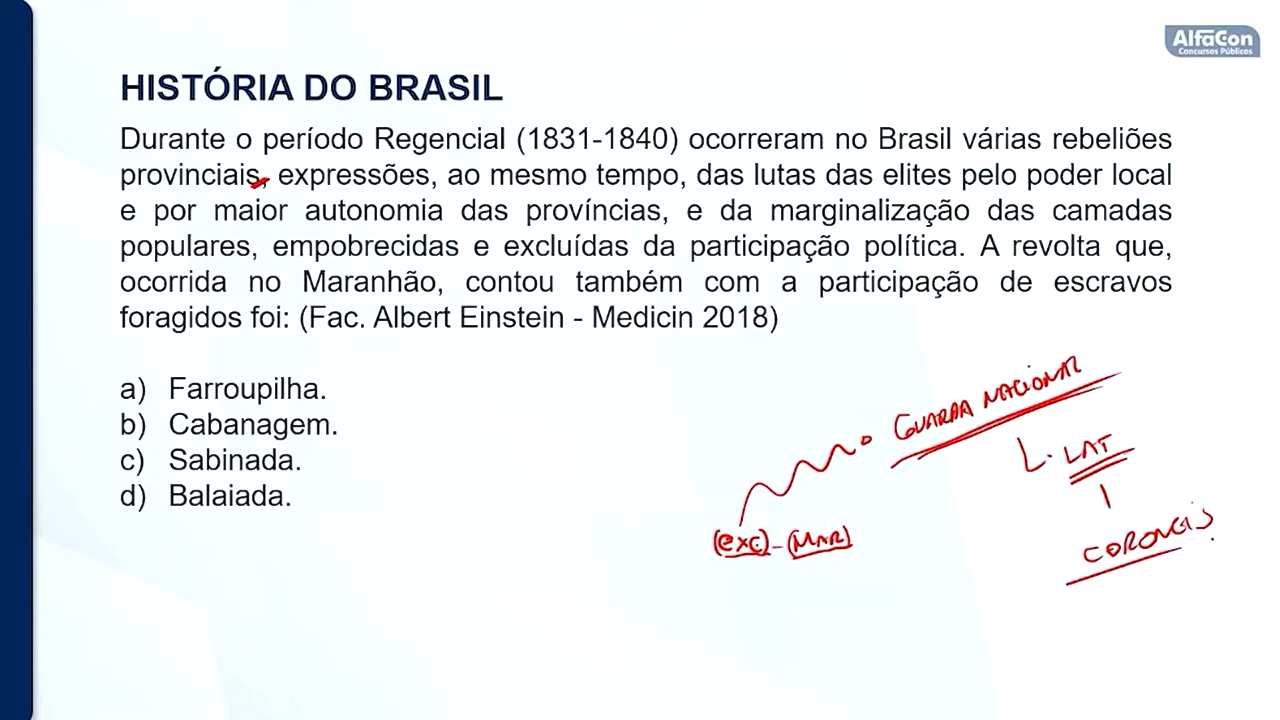 AlfaCon
Concursos Públicos
HISTÓRIA DO BRASIL
Durante o período Regencial (1831-1840) ocorreram no Brasil várias rebeliões
provinciais, expressões, ao mesmo tempo, das lutas das elites pelo poder local
e por maior autonomia das províncias, e da marginalização das camadas
populares, empobrecidas e excluídas da participação política. A revolta que,
ocorrida no Maranhão, contou também com a participação de escravos
foragidos foi: (Fac. Albert Einstein - Medicin 2018)
a) Farroupilha.
b) Cabanagem.
c) Sabinada.
d) Balaiada.
GUARDA NACIONAL
L. LAT
(EXC) - (MAR)
CORONEIS